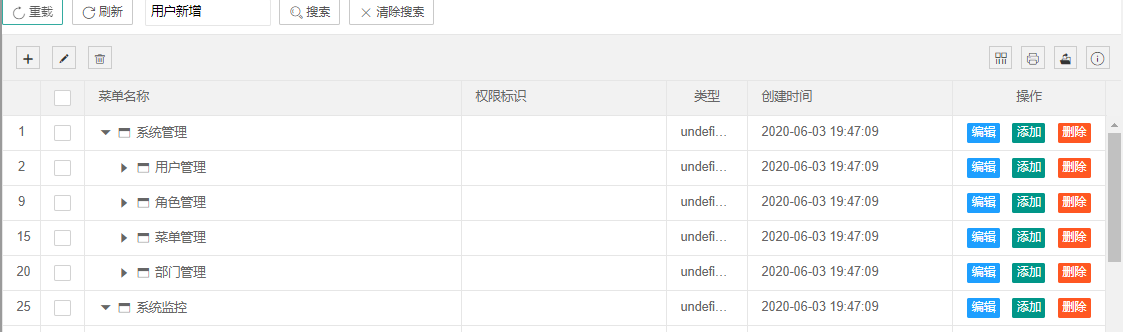 重载 刷新 用户新增 搜索 清除搜索
菜单名称 权限标识 类型 创建时间 操作
1 系统管理 undefi... 2020-06-03 19:47:09 编辑 添加 删除
2 用户管理 undefi... 2020-06-03 19:47:09 编辑 添加 删除
9 角色管理 undefi... 2020-06-03 19:47:09 编辑 添加 删除
15 菜单管理 undefi... 2020-06-03 19:47:09 编辑 添加 删除
20 部门管理 undefi... 2020-06-03 19:47:09 编辑 添加 删除
25 系统监控 undefi... 2020-06-03 19:47:09 编辑 添加 删除